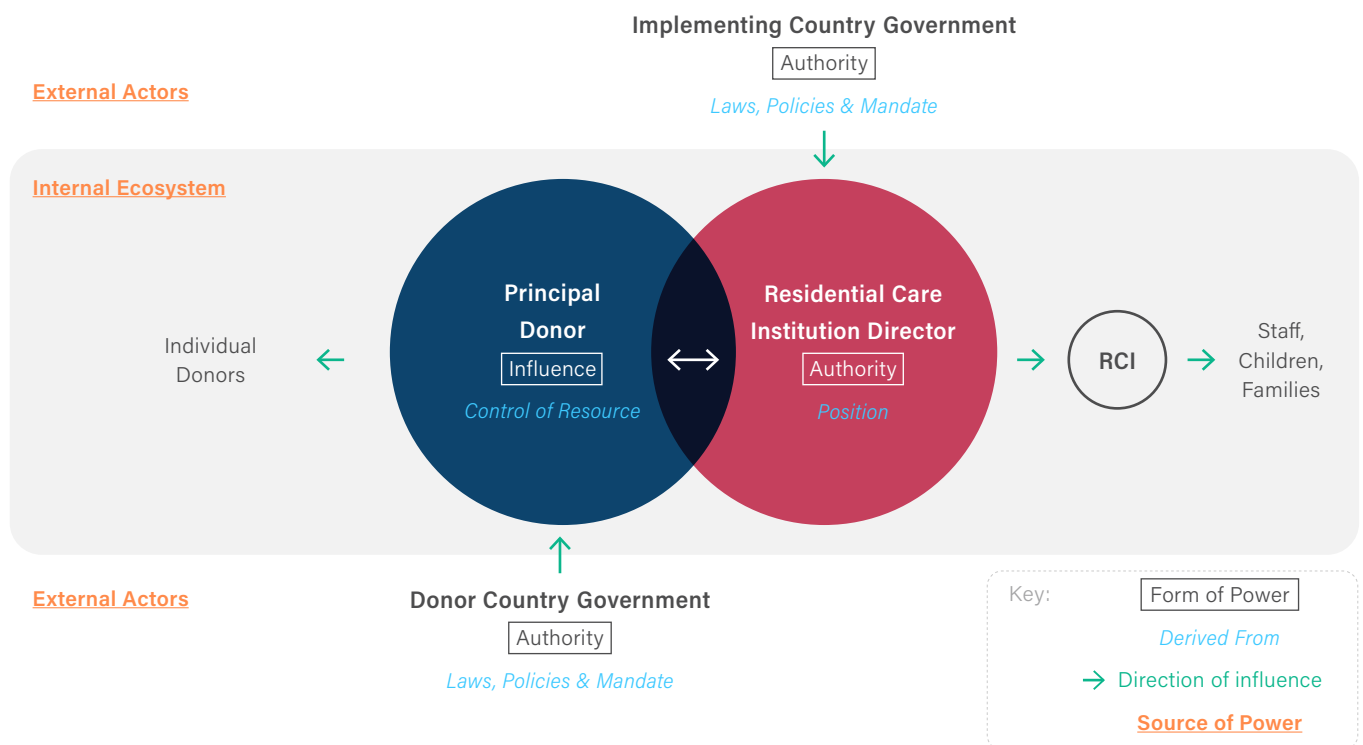 Implementing Country Government
Authority
Laws, Policies & Mandate
External Actors
Internal Ecosystem
Principal
Donor
Influence
Control of Resource
Residential Care
Institution Director
Authority
Position
Individual
Donors
RCI
Staff,
Children,
Families
External Actors
Donor Country Government
Authority
Laws, Policies & Mandate
Key:
Form of Power
Derived From
Direction of influence
Source of Power